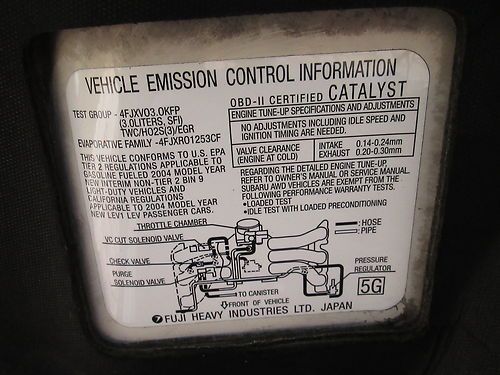 VEHICLE EMISSION CONTROL INFORMATION
TEST GROUP - 4FJXV03.0KFP
(3.0LITERS, SFI)
TWC/HO2S(3)/EGR
EVAPORATIVE FAMILY -4FJXR01253CF
THIS VEHICLE CONFORMS TO U.S. EPA
TIER 2 REGULATIONS APPLICABLE TO
GASOLINE FUELED 2004 MODEL YEAR
NEW INTERIM NON-TIER 2 BIN 9
LIGHT-DUTY VEHICLES AND
CALIFORNIA REGULATIONS
APPLICABLE TO 2004 MODEL YEAR
NEW LEV1 LEV PASSENGER CARS.
OBD-II CERTIFIED CATALYST
ENGINE TUNE-UP SPECIFICATIONS AND ADJUSTMENTS
NO ADJUSTMENTS INCLUDING IDLE SPEED AND
IGNITION TIMING ARE NEEDED.
VALVE CLEARANCE INTAKE 0.14-0.24mm
(ENGINE AT COLD) EXHAUST 0.20-0.30mm
REGARDING THE DETAILED ENGINE TUNE-UP,
REFER TO OWNER'S MANUAL OR SERVICE MANUAL.
SUBARU AWD VEHICLES ARE EXEMPT FROM THE
FOLLOWING PERFORMANCE WARRANTY TESTS.
•LOADED TEST
•IDLE TEST WITH LOADED PRECONDITIONING
THROTTLE CHAMBER
VC CUT SOLENOID VALVE
CHECK VALVE
PURGE
SOLENOID VALVE
:HOSE
:PIPE
PRESSURE
REGULATOR
5G
TO CANISTER
FRONT OF VEHICLE
7 FUJI HEAVY INDUSTRIES LTD. JAPAN